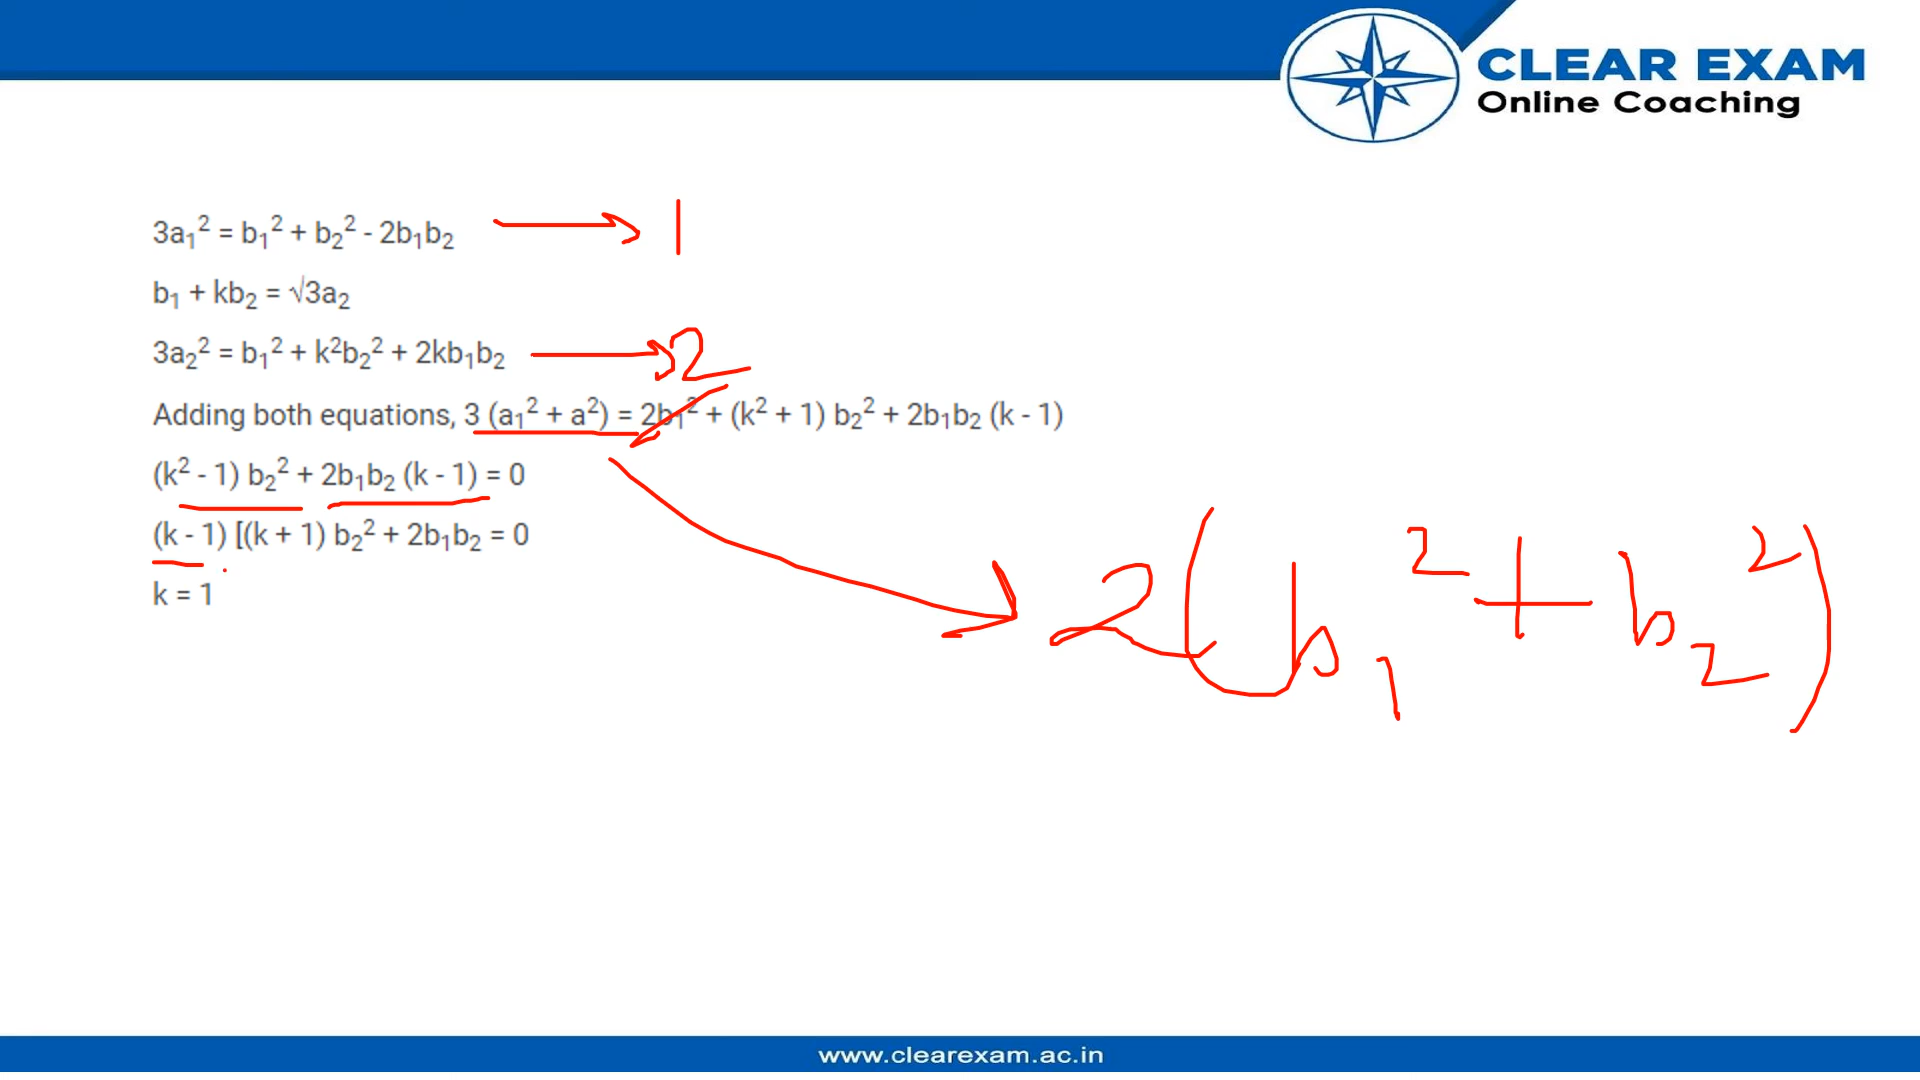 CLEAR EXAM
Online Coaching
3a₁² = b₁² + b₂² - 2b₁b₂ 1
b₁ + kb₂ = √3a₂
3a₂² = b₁² + k²b₂² + 2kb₁b₂ 2
Adding both equations, 3 (a₁² + a²) = 2b₁² + (k² + 1) b₂² + 2b₁b₂ (k - 1)
(k² - 1) b₂² + 2b₁b₂ (k - 1) = 0
(k - 1) [(k + 1) b₂² + 2b₁b₂ = 0
k = 1
2(b₁² + b₂²)
www.clearexam.ac.in